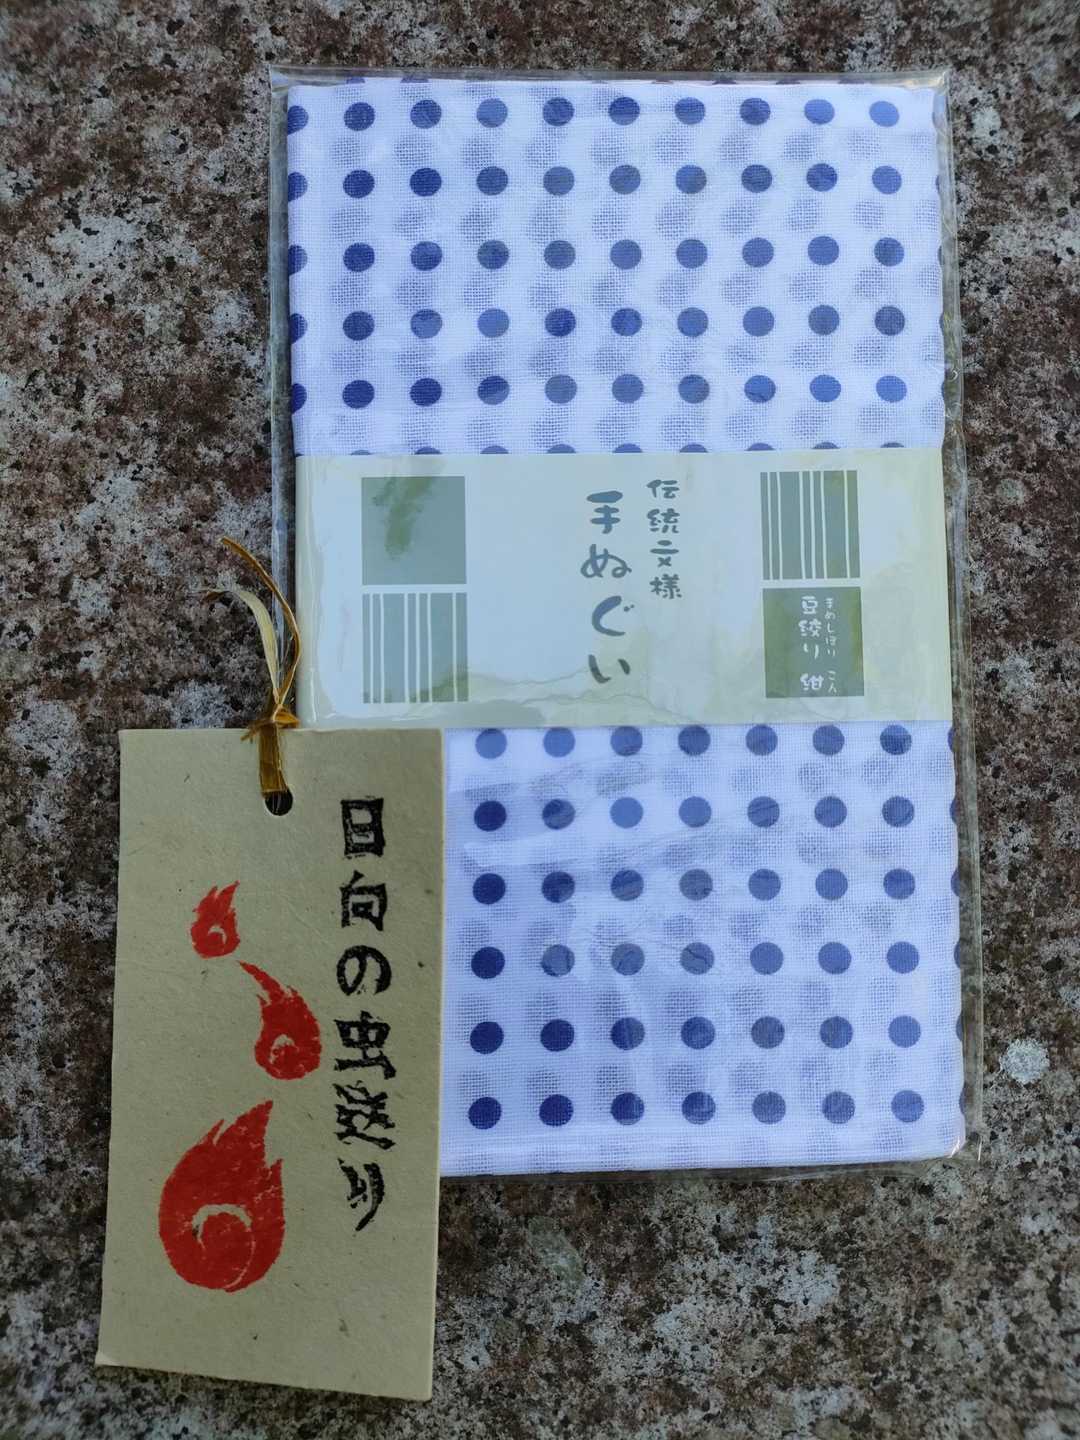 まめしぼり こん
豆絞り 紺
伝統文様
手ぬぐい
日向の虫送り